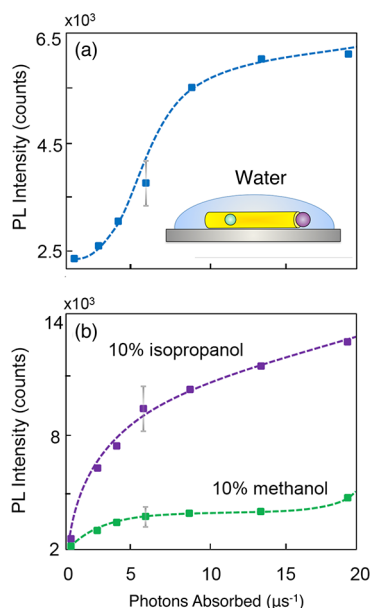 x10³
6.5
(a)
PL Intensity (counts)
4.5
2.5
Water
x10³
14
(b)
10% isopropanol
PL Intensity (counts)
8
10% methanol
2
0 5 10 15 20
Photons Absorbed (μs⁻¹)